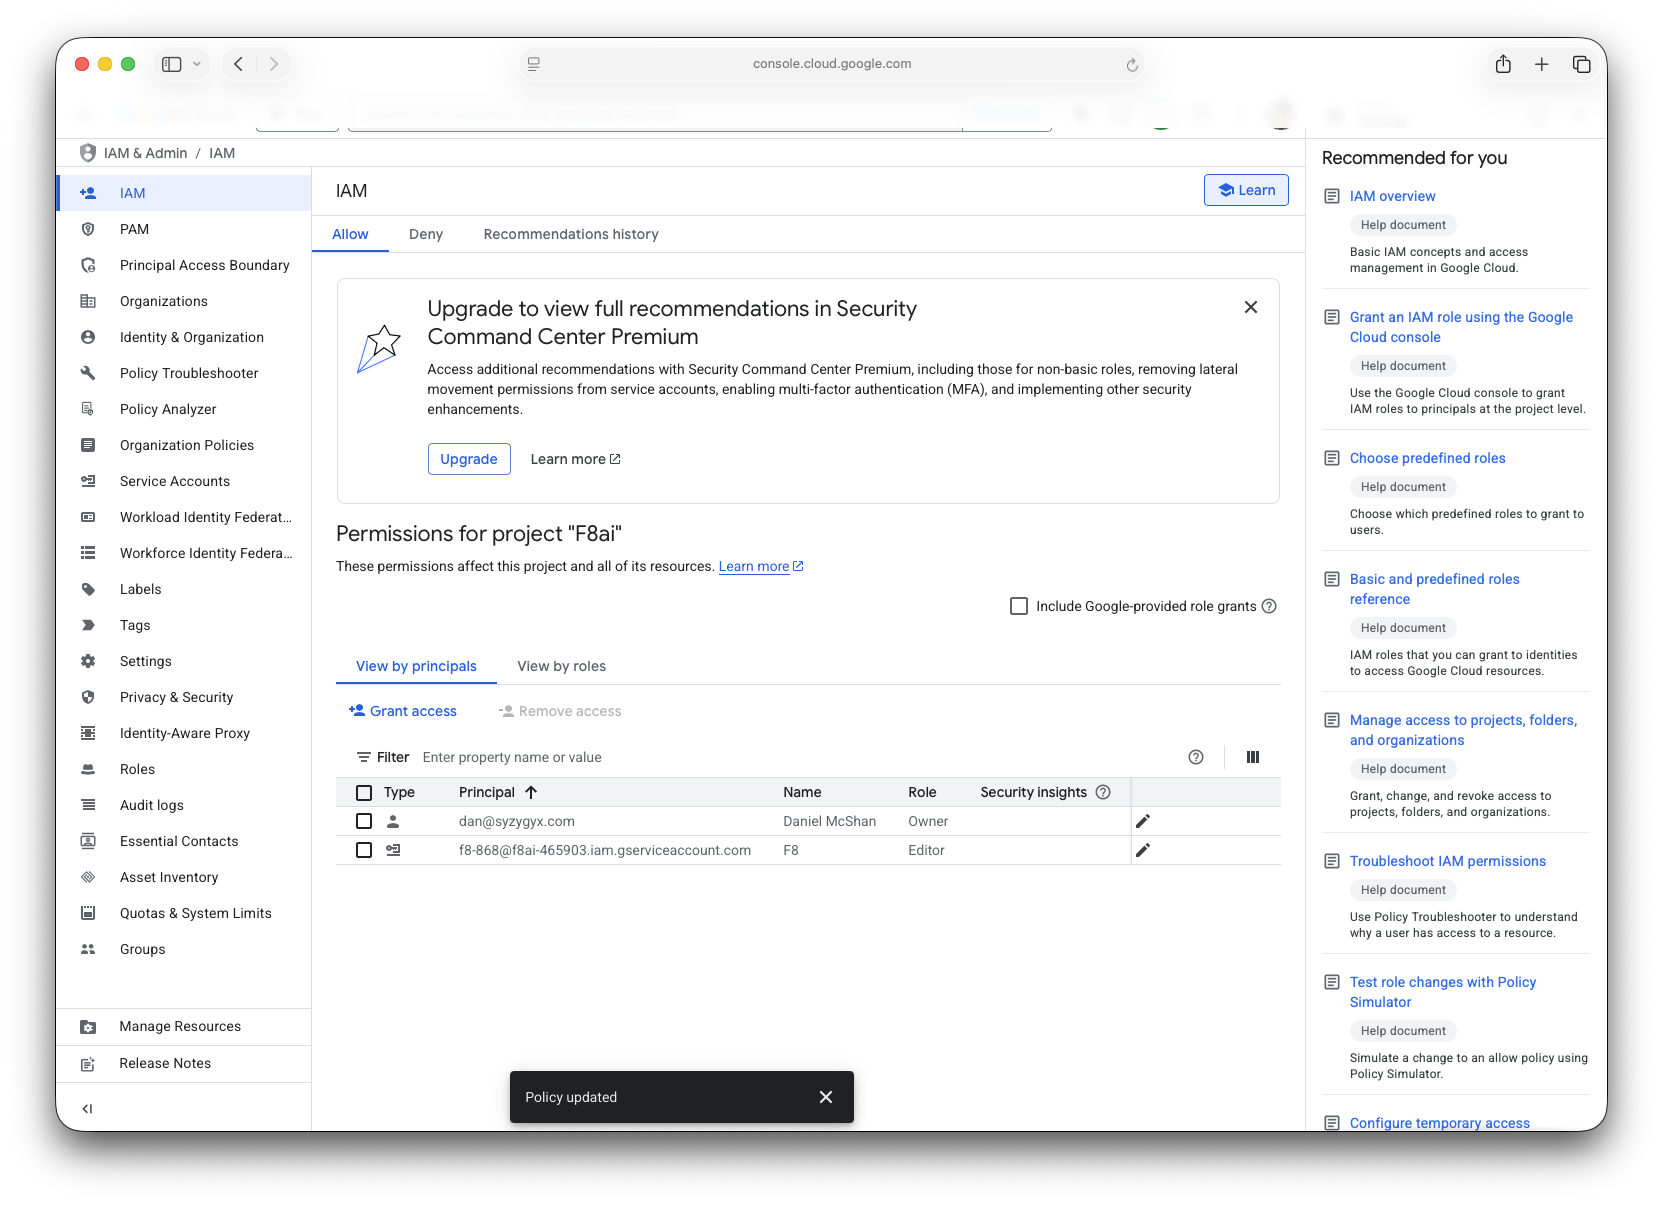 console.cloud.google.com
IAM & Admin / IAM
IAM
PAM
Principal Access Boundary
Organizations
Identity & Organization
Policy Troubleshooter
Policy Analyzer
Organization Policies
Service Accounts
Workload Identity Federat...
Workforce Identity Federa...
Labels
Tags
Settings
Privacy & Security
Identity-Aware Proxy
Roles
Audit logs
Essential Contacts
Asset Inventory
Quotas & System Limits
Groups
Manage Resources
Release Notes
IAM
Learn
Allow Deny Recommendations history
Upgrade to view full recommendations in Security
Command Center Premium
Access additional recommendations with Security Command Center Premium, including those for non-basic roles, removing lateral
movement permissions from service accounts, enabling multi-factor authentication (MFA), and implementing other security
enhancements.
Upgrade Learn more
Permissions for project "F8ai"
These permissions affect this project and all of its resources. Learn more
Include Google-provided role grants
View by principals View by roles
Grant access Remove access
Filter Enter property name or value
Type Principal Name Role Security insights
dan@syzygyx.com Daniel McShan Owner
f8-868@f8ai-465903.iam.gserviceaccount.com F8 Editor
Policy updated
Recommended for you
IAM overview
Help document
Basic IAM concepts and access
management in Google Cloud.
Grant an IAM role using the Google
Cloud console
Help document
Use the Google Cloud console to grant
IAM roles to principals at the project level.
Choose predefined roles
Help document
Choose which predefined roles to grant to
users.
Basic and predefined roles
reference
Help document
IAM roles that you can grant to identities
to access Google Cloud resources.
Manage access to projects, folders,
and organizations
Help document
Grant, change, and revoke access to
projects, folders, and organizations.
Troubleshoot IAM permissions
Help document
Use Policy Troubleshooter to understand
why a user has access to a resource.
Test role changes with Policy
Simulator
Help document
Simulate a change to an allow policy using
Policy Simulator.
Configure temporary access